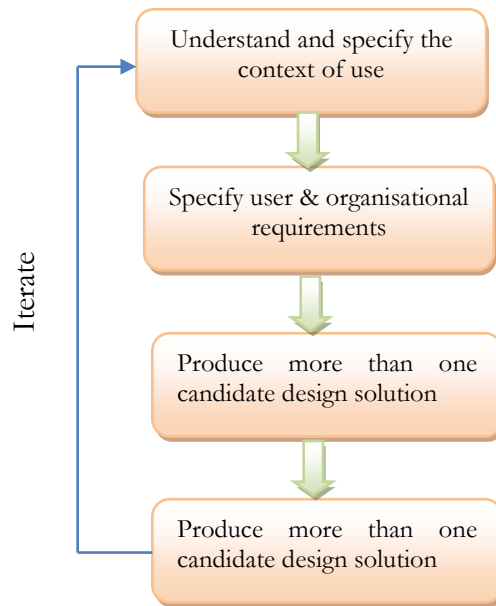 Understand and specify the
context of use
Specify user & organisational
requirements
Iterate
Produce more than one
candidate design solution
Produce more than one
candidate design solution